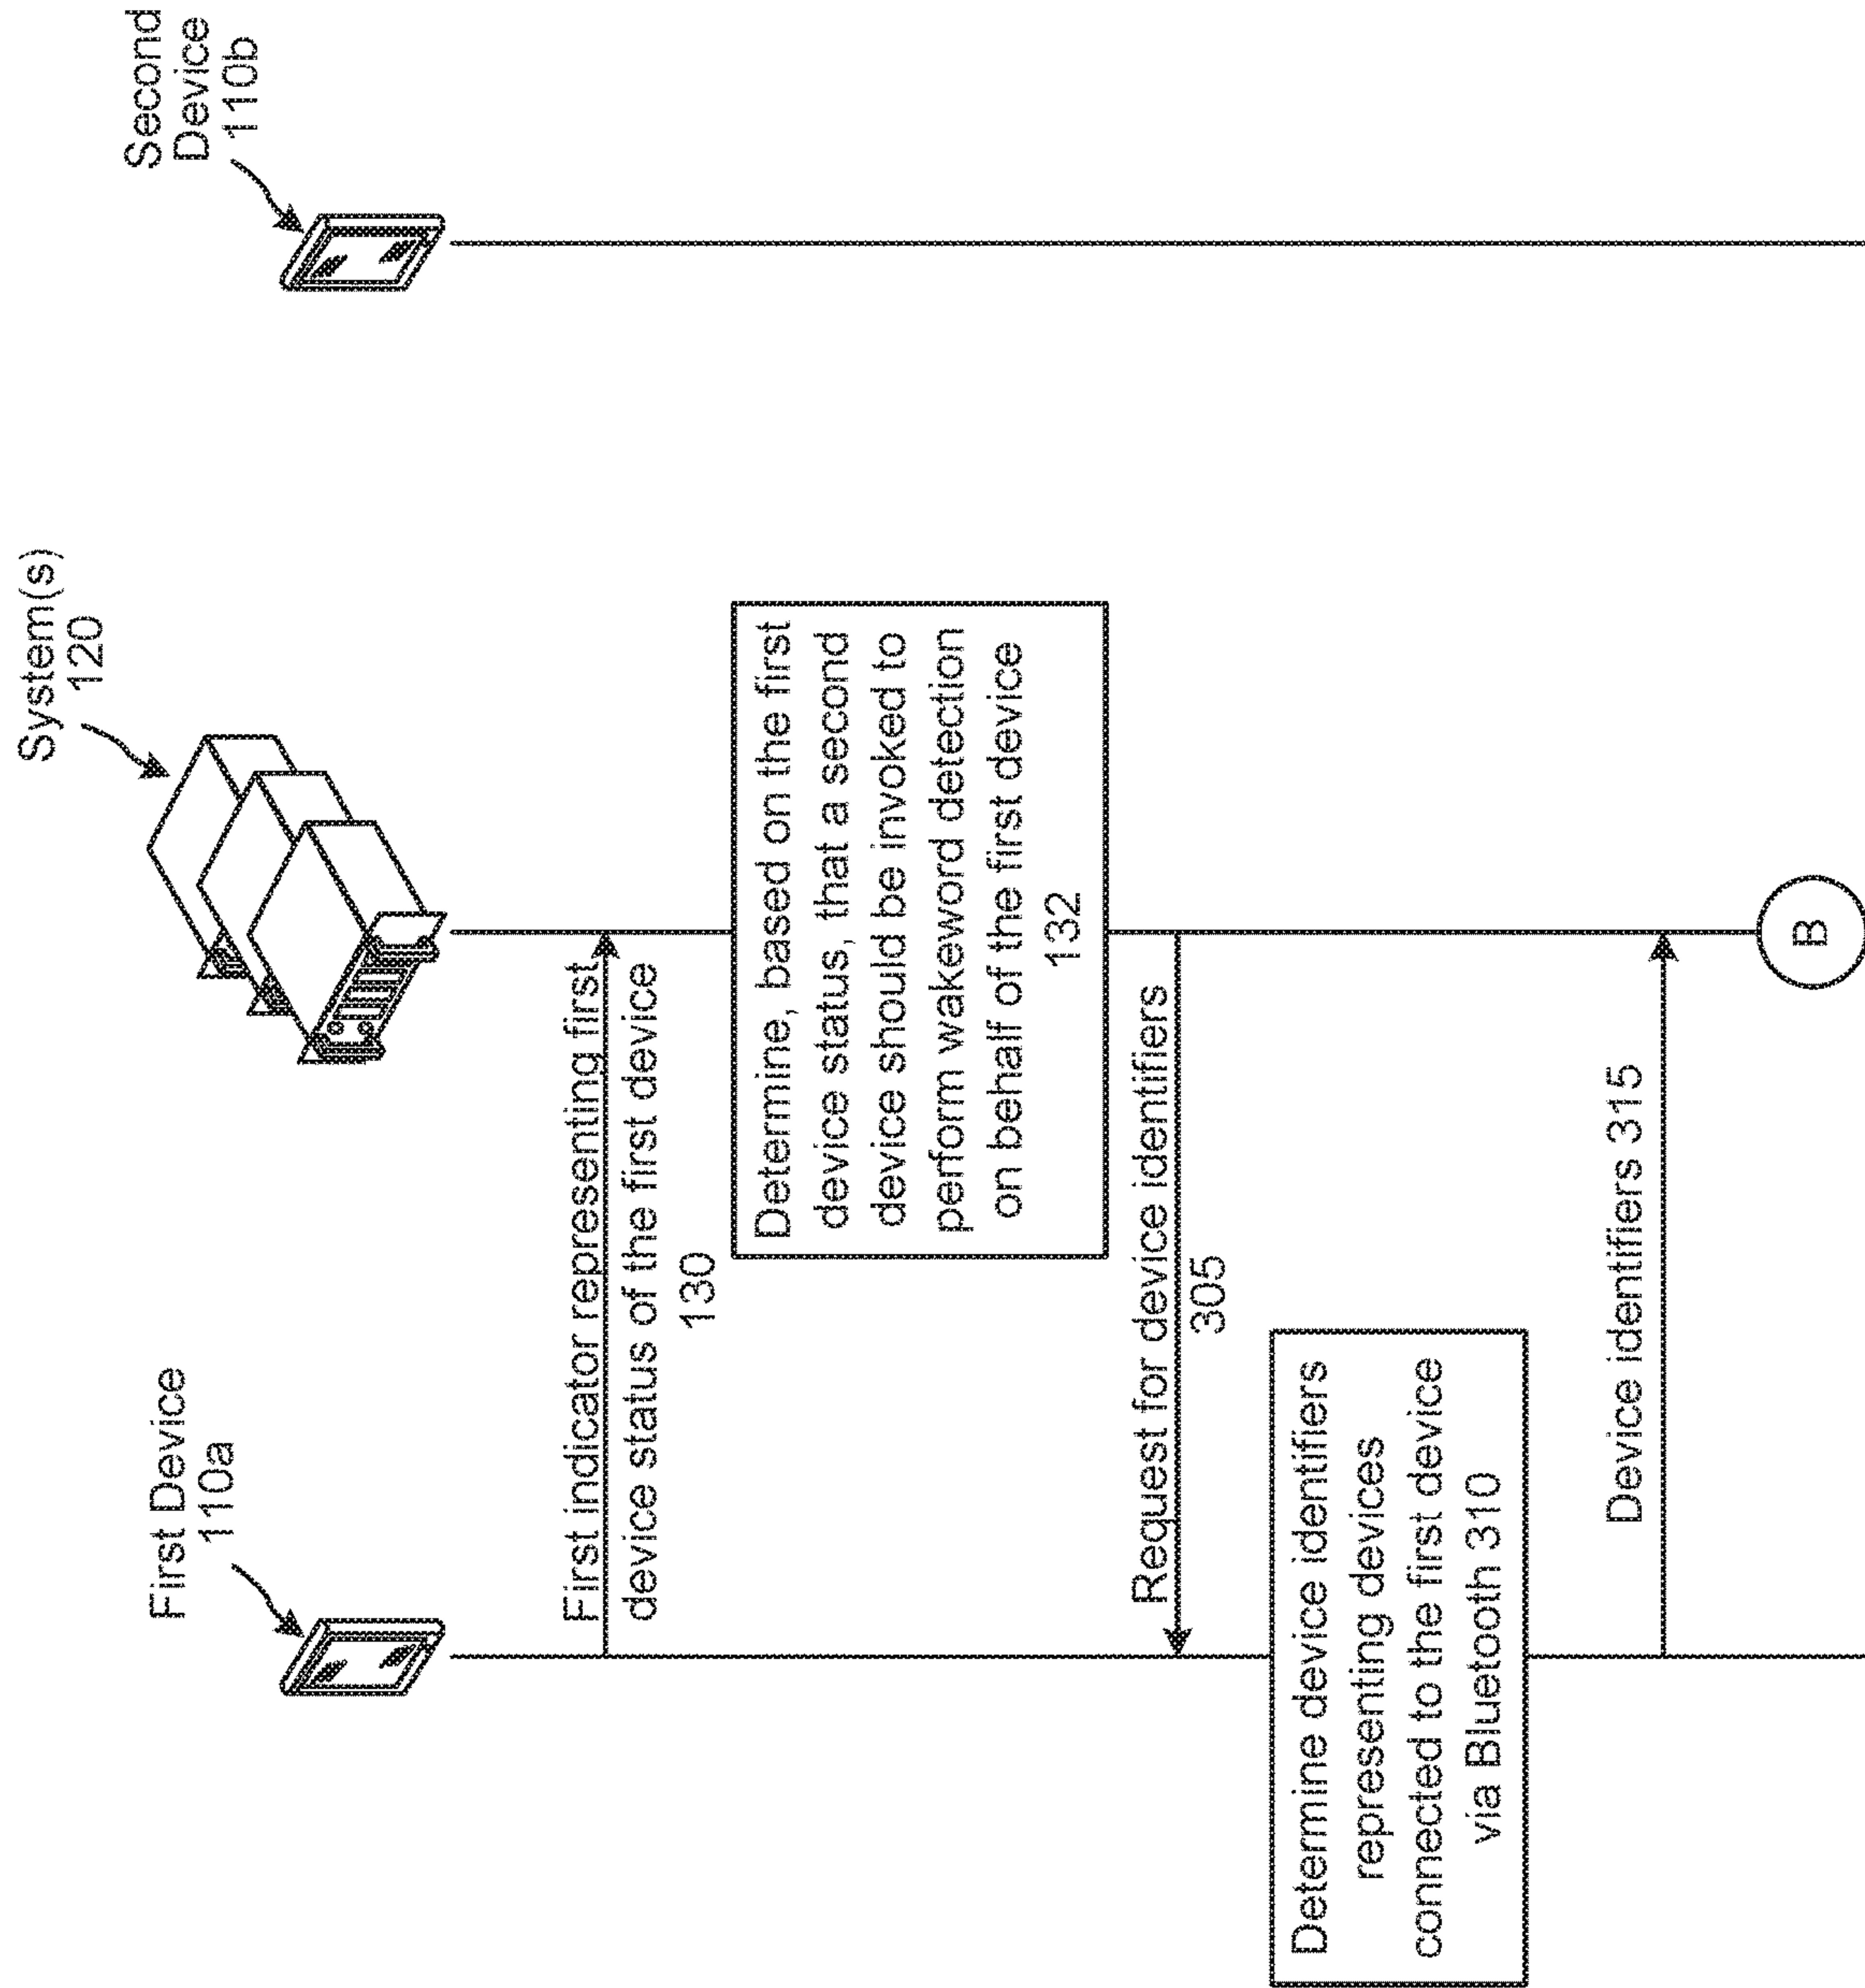 First Device
110a
System(s)
120
Second
Device
110b
First indicator representing first
device status of the first device
130
Determine, based on the first
device status, that a second
device should be invoked to
perform wakeword detection
on behalf of the first device
132
Request for device identifiers
305
Determine device identifiers
representing devices
connected to the first device
via Bluetooth 310
Device identifiers 315
B